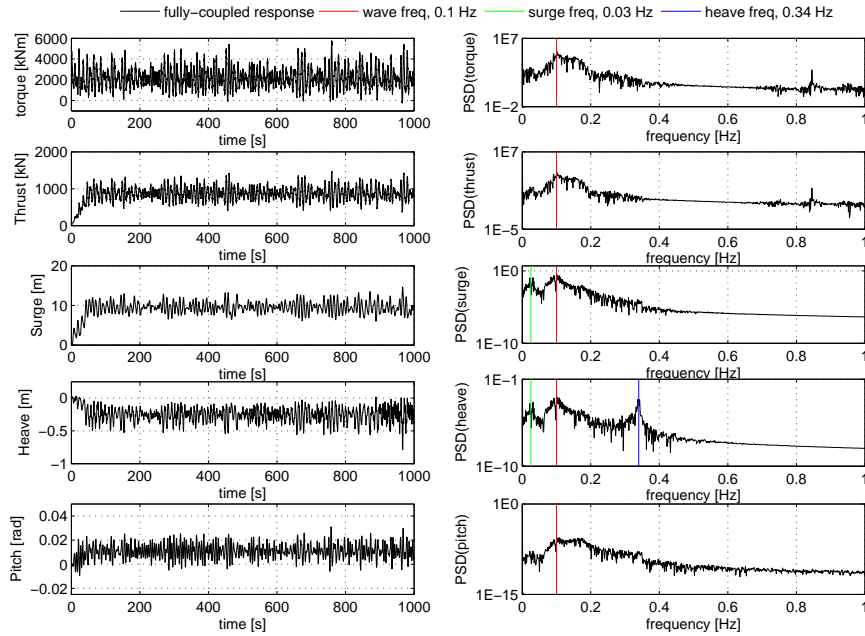 fully−coupled response wave freq, 0.1 Hz surge freq, 0.03 Hz heave freq, 0.34 Hz
torque [kNm]
6000
4000
2000
0
0 200 400 600 800 1000
time [s]
PSD(torque)
1E7
1E−2
0 0.2 0.4 0.6 0.8 1
frequency [Hz]
Thrust [kN]
2000
1000
0
0 200 400 600 800 1000
time [s]
PSD(thrust)
1E7
1E−5
0 0.2 0.4 0.6 0.8 1
frequency [Hz]
Surge [m]
20
10
0
0 200 400 600 800 1000
time [s]
PSD(surge)
1E0
1E−10
0 0.2 0.4 0.6 0.8 1
frequency [Hz]
Heave [m]
0
−0.5
−1
0 200 400 600 800 1000
time [s]
PSD(heave)
1E−1
1E−10
0 0.2 0.4 0.6 0.8 1
frequency [Hz]
Pitch [rad]
0.04
0.02
0
−0.02
0 200 400 600 800 1000
time [s]
PSD(pitch)
1E0
1E−15
0 0.2 0.4 0.6 0.8 1
frequency [Hz]